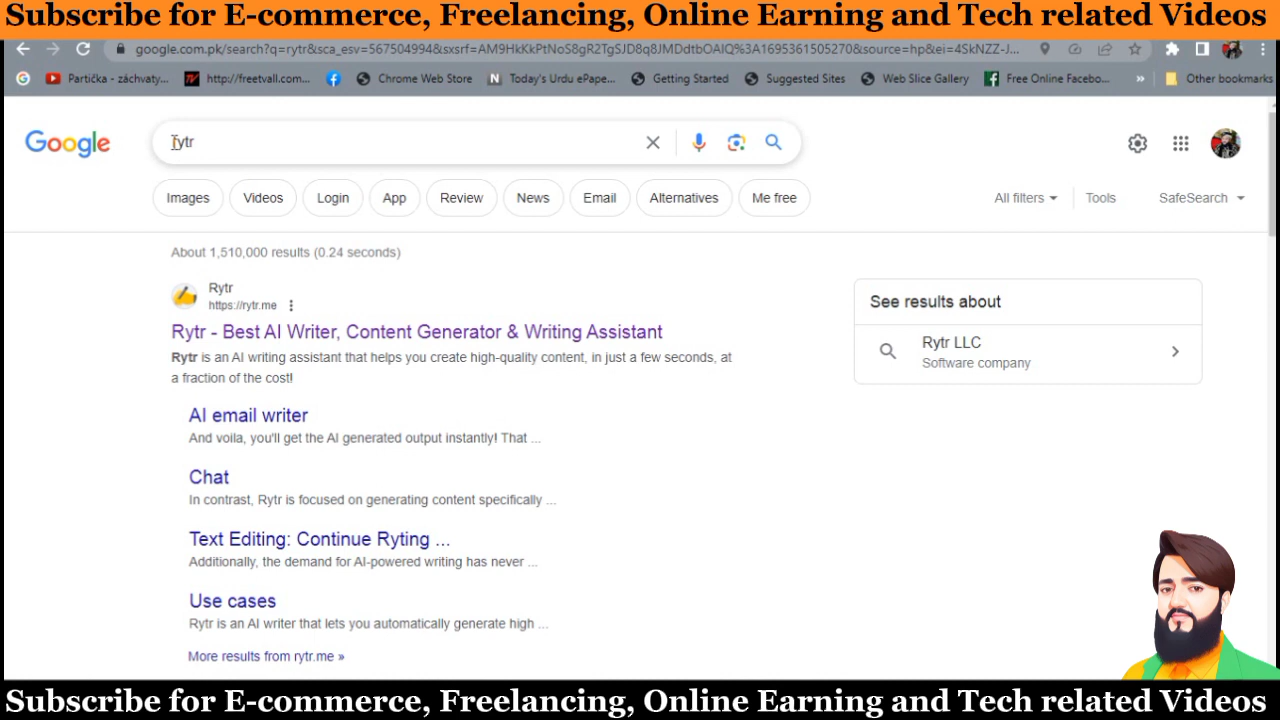 Subscribe for E-commerce, Freelancing, Online Earning and Tech related Videos
google.com.pk/search?q=rytr&sca_esv=567504994&sxsrf=AM9HkKkPtNoS8gR2TgSJD8q8JMDdtbOAIQ%3A1695361505270&source=hp&ei=4SkNZZ-J...
Partička - záchvaty... http://freetvall.com... Chrome Web Store Today's Urdu ePape... Getting Started Suggested Sites Web Slice Gallery Free Online Facebo... » Other bookmarks
Google rytr
Images Videos Login App Review News Email Alternatives Me free All filters Tools SafeSearch
About 1,510,000 results (0.24 seconds)
Rytr
https://rytr.me
Rytr - Best AI Writer, Content Generator & Writing Assistant
Rytr is an AI writing assistant that helps you create high-quality content, in just a few seconds, at
a fraction of the cost!
AI email writer
And voila, you'll get the AI generated output instantly! That ...
Chat
In contrast, Rytr is focused on generating content specifically ...
Text Editing: Continue Ryting ...
Additionally, the demand for AI-powered writing has never ...
Use cases
Rytr is an AI writer that lets you automatically generate high ...
More results from rytr.me »
See results about
Rytr LLC
Software company
Subscribe for E-commerce, Freelancing, Online Earning and Tech related Videos